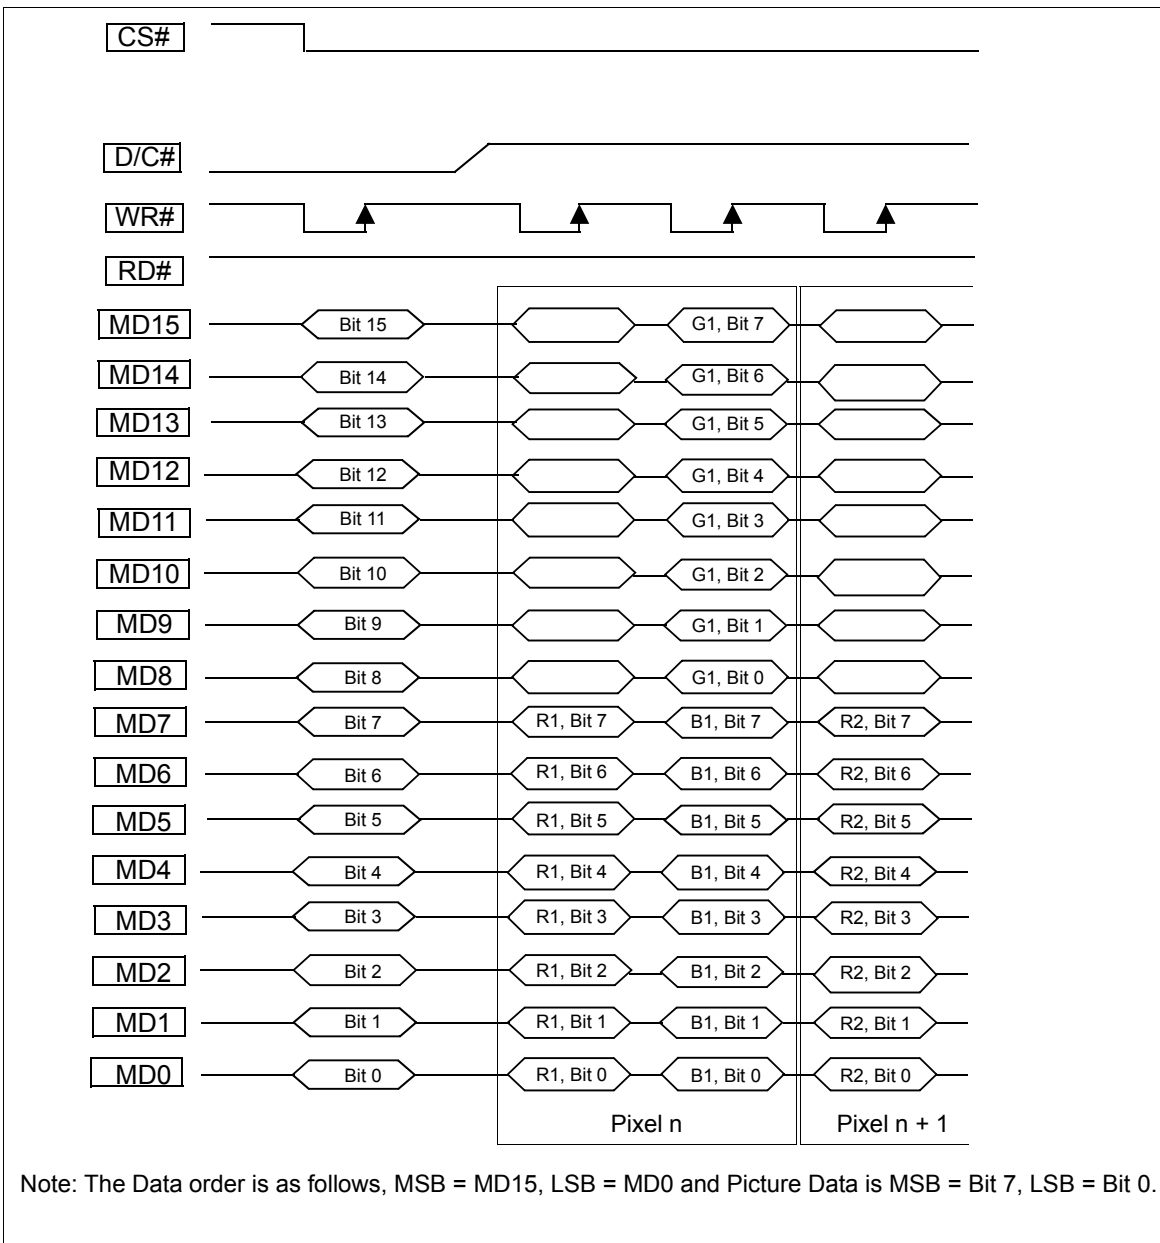 CS#
D/C#
WR#
RD#
MD15 Bit 15 G1, Bit 7
MD14 Bit 14 G1, Bit 6
MD13 Bit 13 G1, Bit 5
MD12 Bit 12 G1, Bit 4
MD11 Bit 11 G1, Bit 3
MD10 Bit 10 G1, Bit 2
MD9 Bit 9 G1, Bit 1
MD8 Bit 8 G1, Bit 0
MD7 Bit 7 R1, Bit 7 B1, Bit 7 R2, Bit 7
MD6 Bit 6 R1, Bit 6 B1, Bit 6 R2, Bit 6
MD5 Bit 5 R1, Bit 5 B1, Bit 5 R2, Bit 5
MD4 Bit 4 R1, Bit 4 B1, Bit 4 R2, Bit 4
MD3 Bit 3 R1, Bit 3 B1, Bit 3 R2, Bit 3
MD2 Bit 2 R1, Bit 2 B1, Bit 2 R2, Bit 2
MD1 Bit 1 R1, Bit 1 B1, Bit 1 R2, Bit 1
MD0 Bit 0 R1, Bit 0 B1, Bit 0 R2, Bit 0
Pixel n Pixel n + 1
Note: The Data order is as follows, MSB = MD15, LSB = MD0 and Picture Data is MSB = Bit 7, LSB = Bit 0.